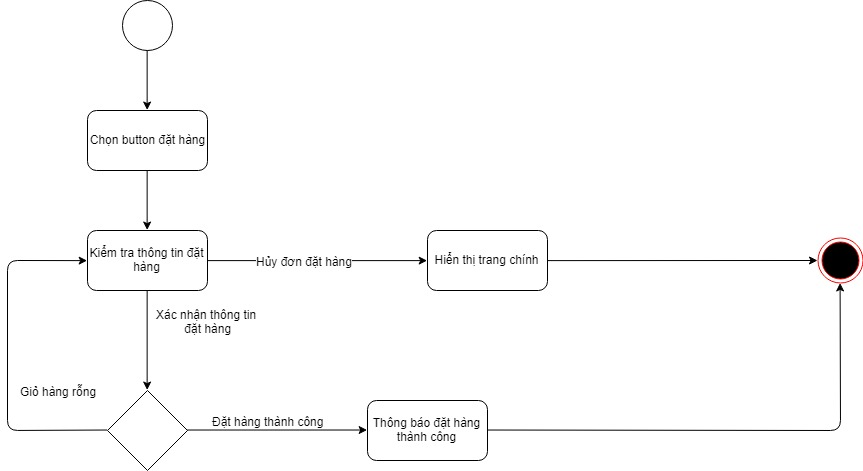 Chọn button đặt hàng
Kiểm tra thông tin đặt
hàng
Hủy đơn đặt hàng
Hiển thị trang chính
Xác nhận thông tin
đặt hàng
Giỏ hàng rỗng
Đặt hàng thành công
Thông báo đặt hàng
thành công